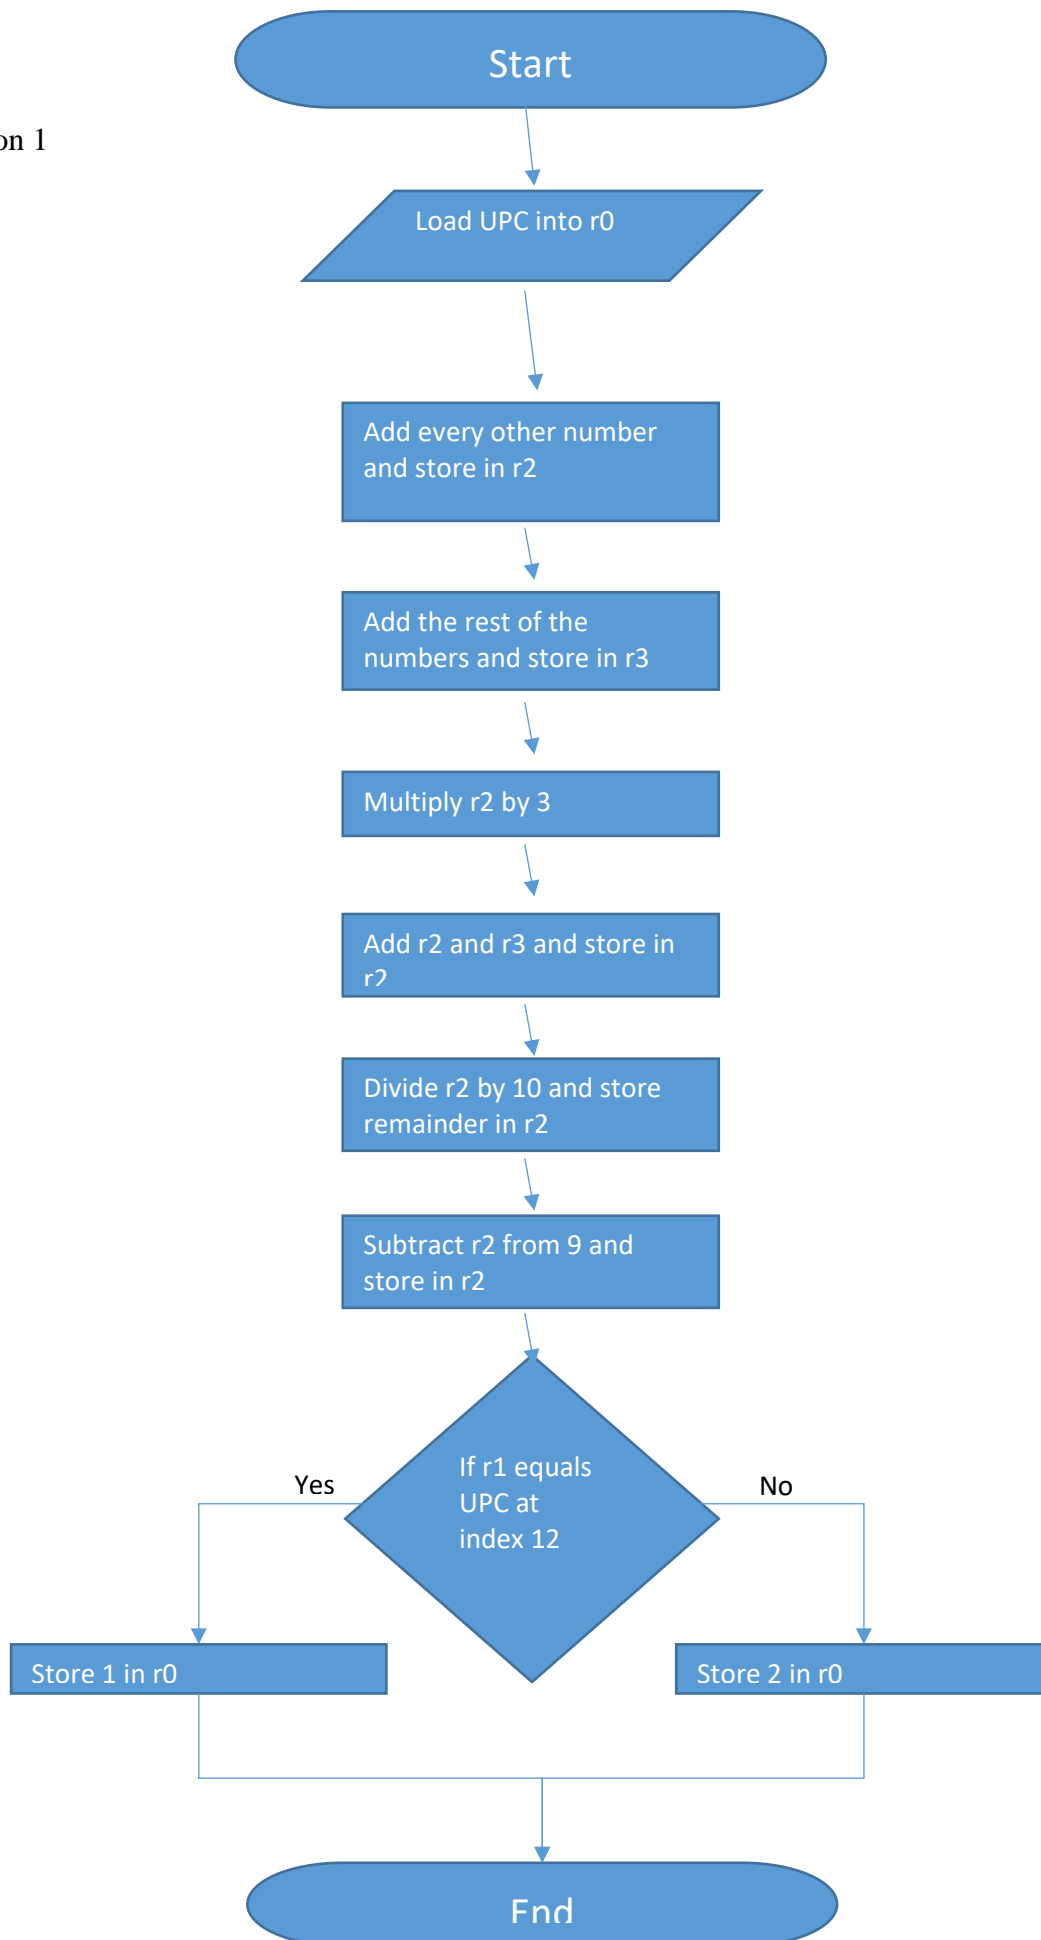 Start
on 1
Load UPC into r0
Add every other number
and store in r2
Add the rest of the
numbers and store in r3
Multiply r2 by 3
Add r2 and r3 and store in
r2
Divide r2 by 10 and store
remainder in r2
Subtract r2 from 9 and
store in r2
If r1 equals
UPC at
index 12
Yes
No
Store 1 in r0
Store 2 in r0
End